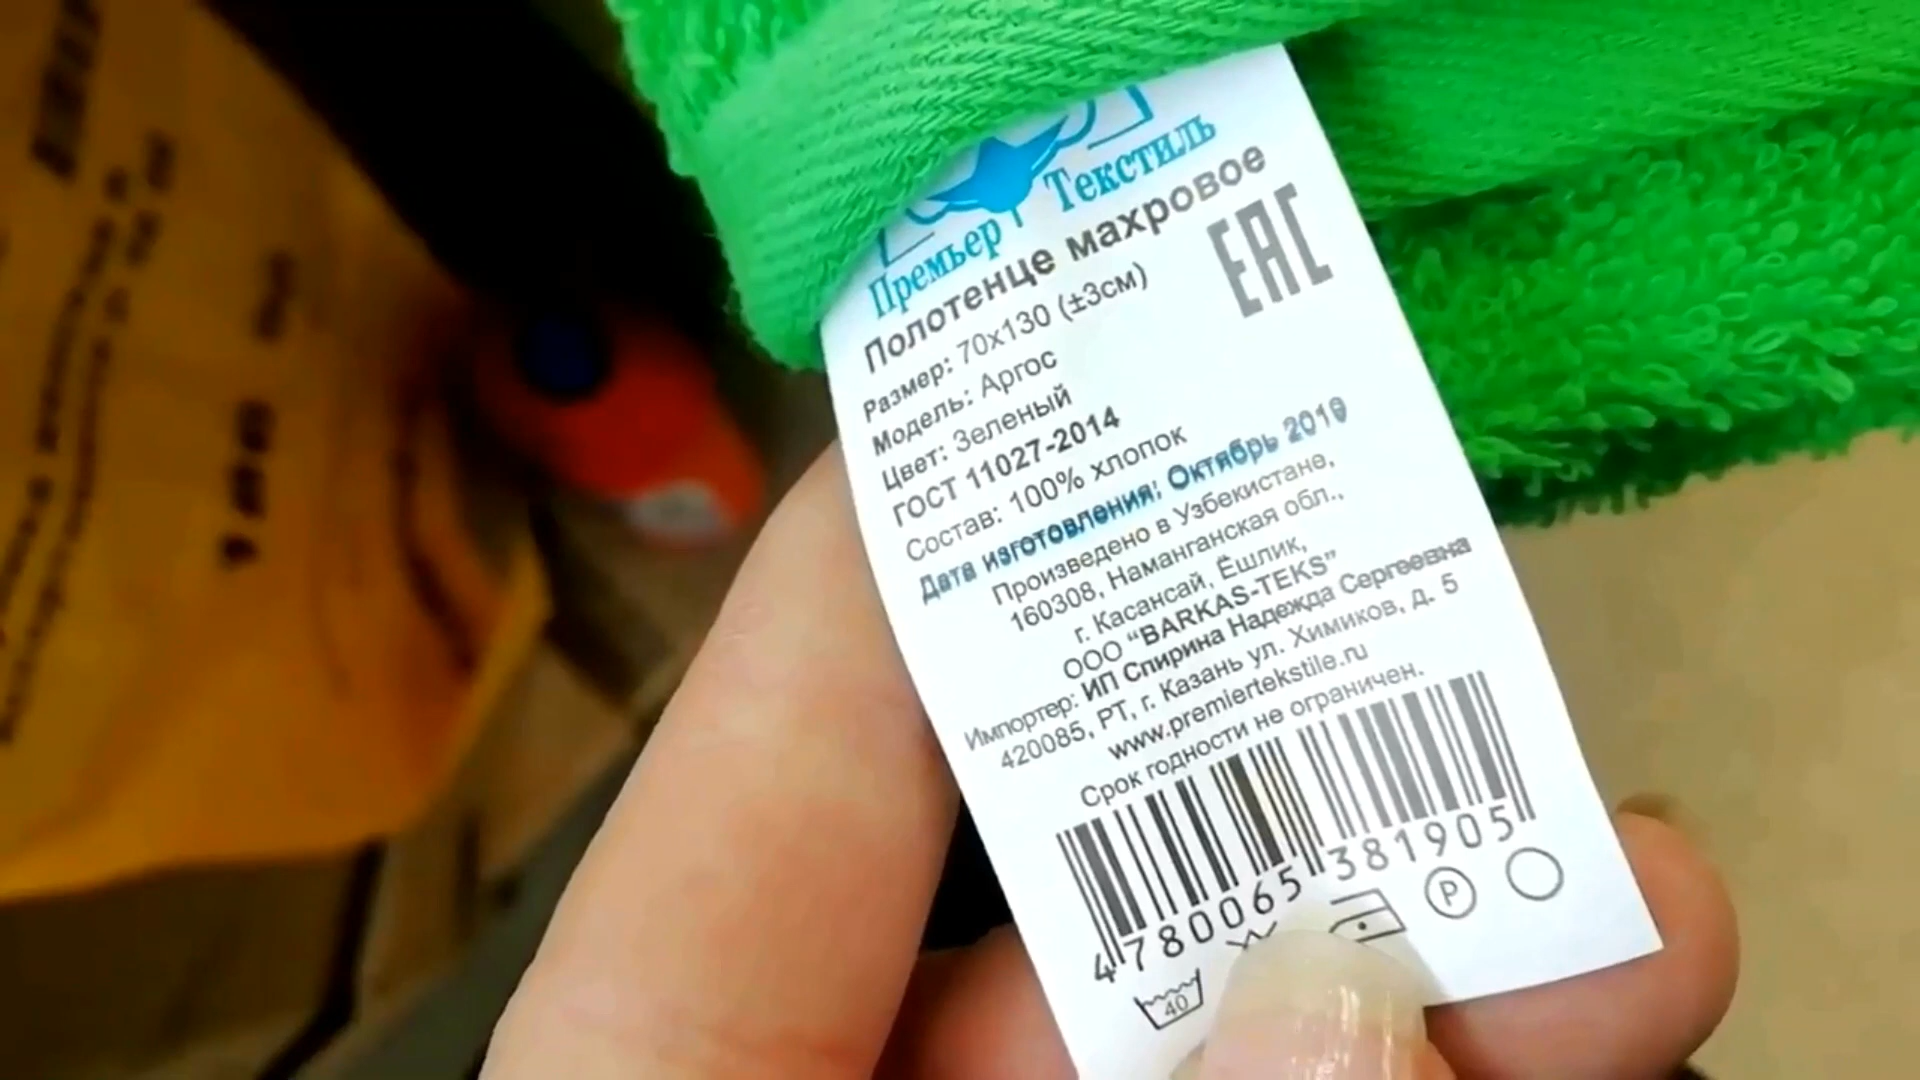 Премьер Текстиль
Полотенце махровое
EAC
Размер: 70х130 (±3см)
Модель: Аргос
Цвет: Зеленый
ГОСТ 11027-2014
Состав: 100% хлопок
Дата изготовления: Октябрь 2019
Произведено в Узбекистане,
160308, Наманганская обл.,
г. Касансай, Ёшлик,
ООО “BARKAS-TEKS”
Импортер: ИП Спирина Надежда Сергеевна
420085, РТ, г. Казань ул. Химиков, д. 5
www.premiertekstile.ru
Срок годности не ограничен.
4780065381905
40
P